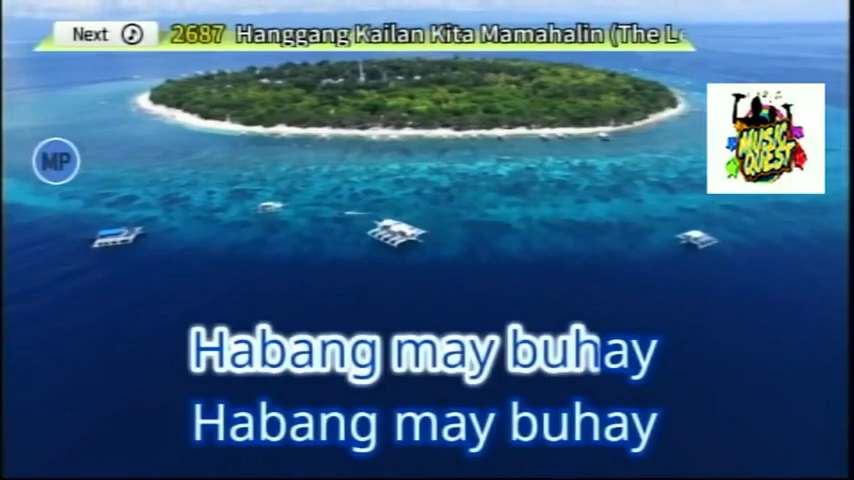 Next 2687 Hanggang Kailan Kita Mamahalin (The L
MP
MUSIC
QUEST
Habang may buhay
Habang may buhay